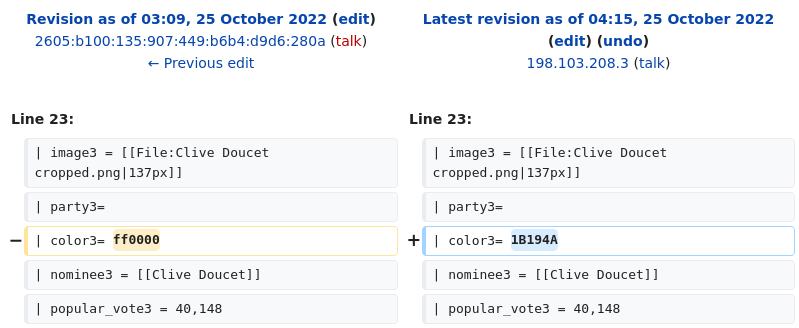 Revision as of 03:09, 25 October 2022 (edit)
2605:b100:135:907:449:b6b4:d9d6:280a (talk)
← Previous edit
Latest revision as of 04:15, 25 October 2022
(edit) (undo)
198.103.208.3 (talk)
Line 23:
Line 23:
| image3 = [[File:Clive Doucet
cropped.png|137px]]
| image3 = [[File:Clive Doucet
cropped.png|137px]]
| party3=
| party3=
− | color3= ff0000
+ | color3= 1B194A
| nominee3 = [[Clive Doucet]]
| nominee3 = [[Clive Doucet]]
| popular_vote3 = 40,148
| popular_vote3 = 40,148